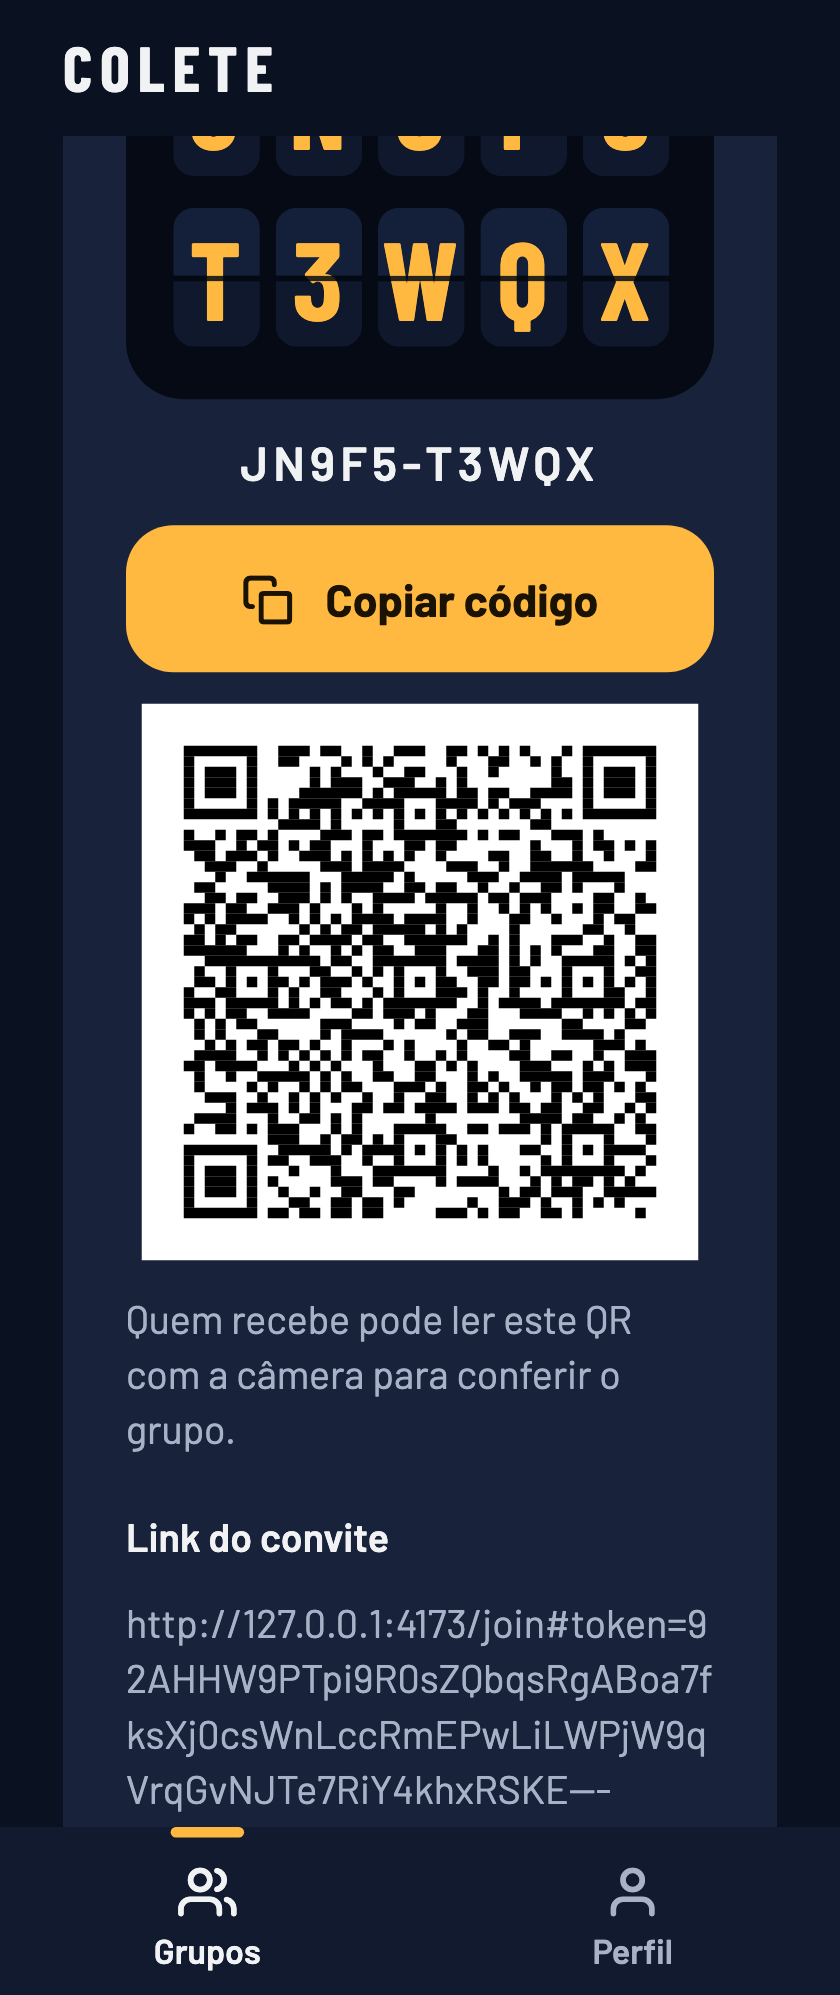 COLETE
T3WQX
JN9F5-T3WQX
Copiar código
Quem recebe pode ler este QR
com a câmera para conferir o
grupo.
Link do convite
http://127.0.0.1:4173/join#token=9
2AHHW9PTpi9R0sZQbqsRgABoa7f
ksXj0csWnLccRmEPwLiLWPjW9q
VrqGvNJTe7RiY4khxRSKE—-
Grupos
Perfil